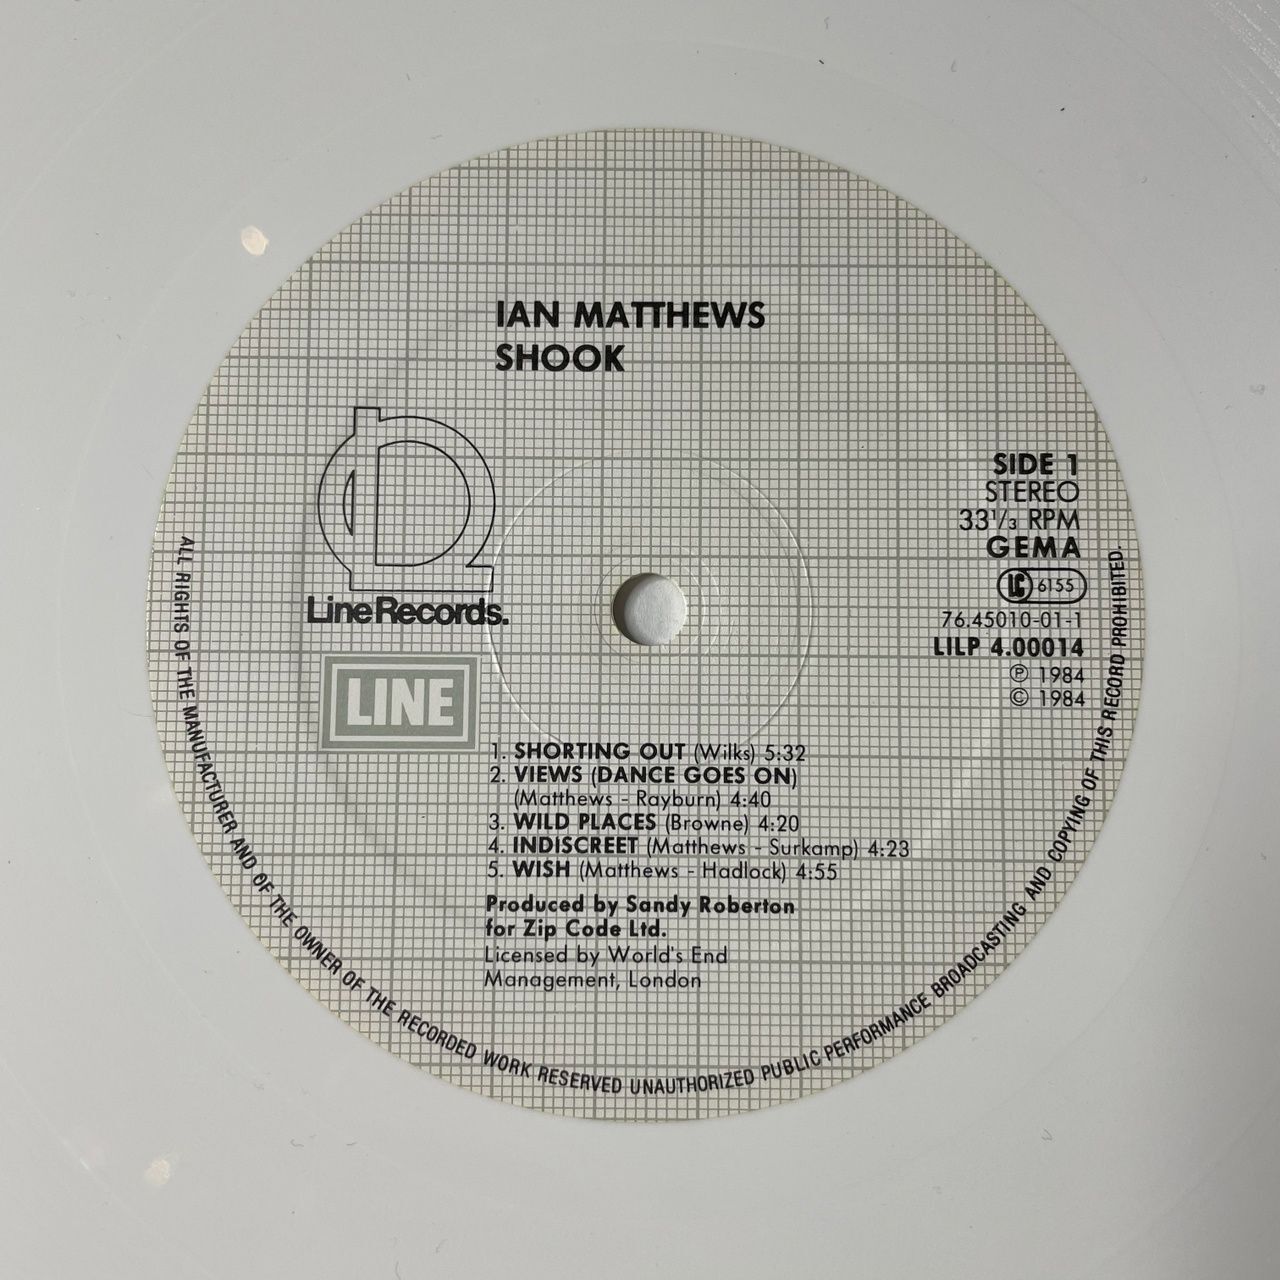 IAN MATTHEWS
SHOOK
SIDE 1
STEREO
33 1/3 RPM
GEMA
LC 6155
76.45010-01-1
LILP 4.00014
℗ 1984
© 1984
Line Records.
LINE
1. SHORTING OUT (Wilks) 5:32
2. VIEWS (DANCE GOES ON)
(Matthews - Rayburn) 4:40
3. WILD PLACES (Browne) 4:20
4. INDISCREET (Matthews - Surkamp) 4:23
5. WISH (Matthews - Hadlock) 4:55
Produced by Sandy Roberton
for Zip Code Ltd.
Licensed by World's End
Management, London
ALL RIGHTS OF THE MANUFACTURER AND OF THE OWNER OF THE RECORDED WORK RESERVED UNAUTHORIZED PUBLIC PERFORMANCE BROADCASTING AND COPYING OF THIS RECORD PROHIBITED.